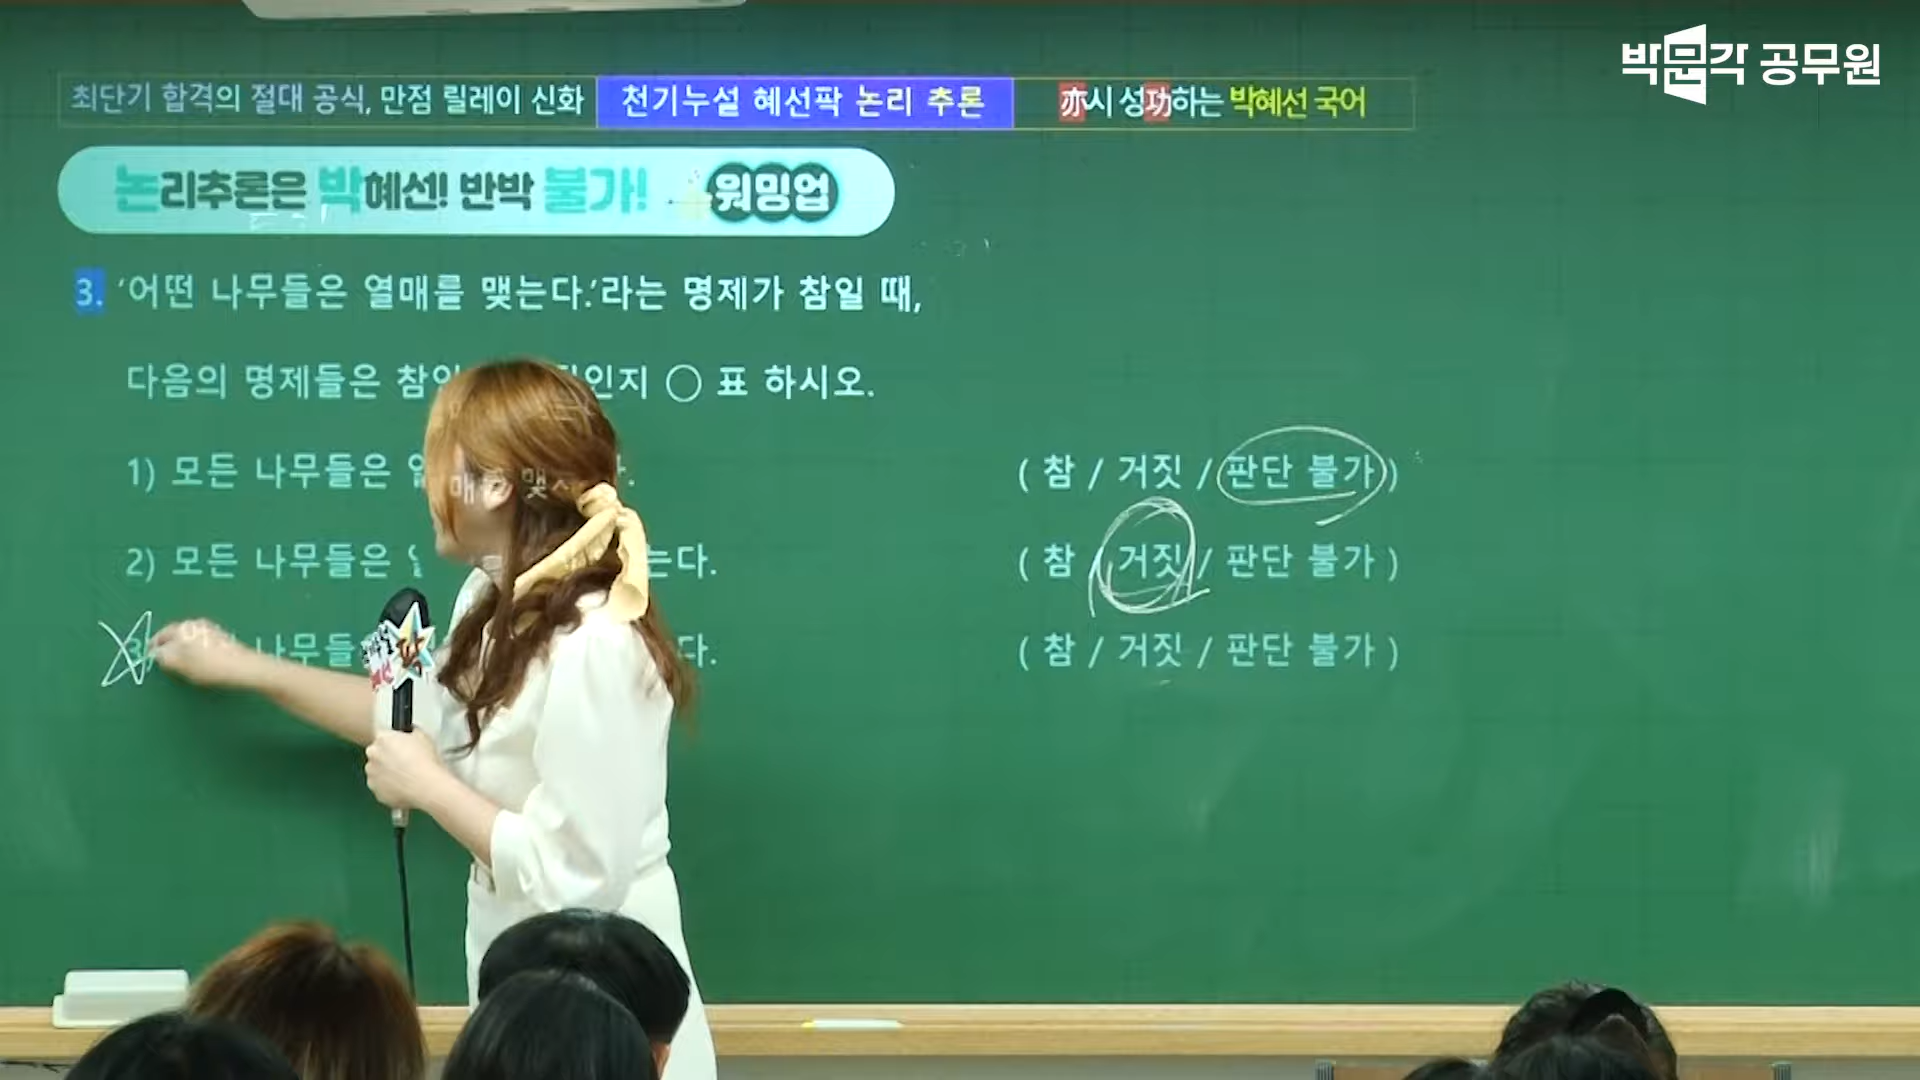 박문각 공무원
최단기 합격의 절대 공식, 만점 릴레이 신화 천기누설 혜선팍 논리 추론 亦시 성功하는 박혜선 국어
논리추론은 박혜선! 반박 불가! 워밍업
3. ‘어떤 나무들은 열매를 맺는다.’라는 명제가 참일 때,
다음의 명제들은 인지 ○ 표 하시오.
1) 모든 나무들은 ( 참 / 거짓 / 판단 불가 )
2) 모든 나무들은 는다. ( 참 / 거짓 / 판단 불가 )
3) 나무들 다. ( 참 / 거짓 / 판단 불가 )